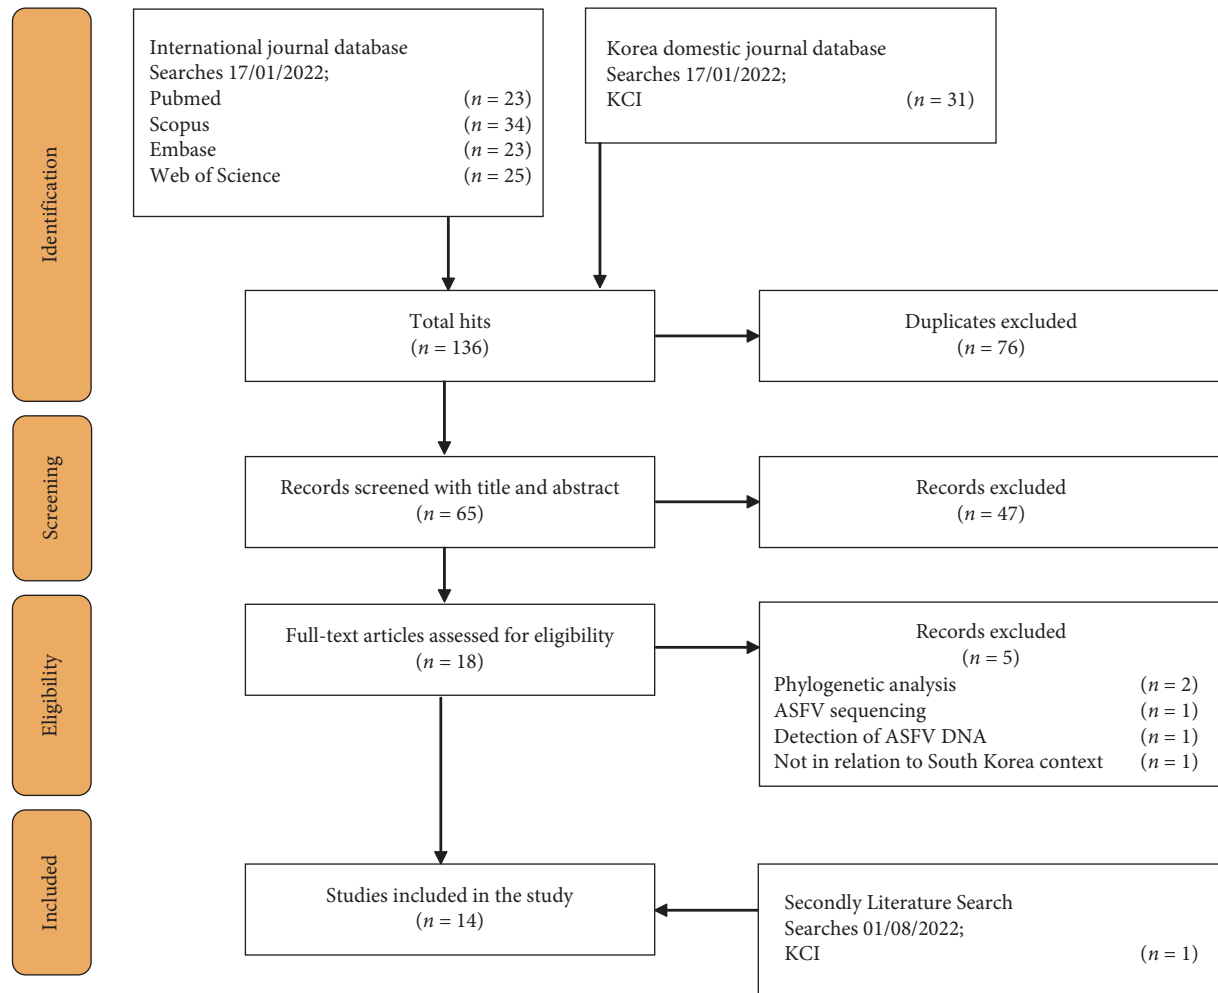 Identification
International journal database
Searches 17/01/2022;
Pubmed (n = 23)
Scopus (n = 34)
Embase (n = 23)
Web of Science (n = 25)
Korea domestic journal database
Searches 17/01/2022;
KCI (n = 31)
Total hits
(n = 136)
Duplicates excluded
(n = 76)
Screening
Records screened with title and abstract
(n = 65)
Records excluded
(n = 47)
Eligibility
Full-text articles assessed for eligibility
(n = 18)
Records excluded
(n = 5)
Phylogenetic analysis (n = 2)
ASFV sequencing (n = 1)
Detection of ASFV DNA (n = 1)
Not in relation to South Korea context (n = 1)
Included
Studies included in the study
(n = 14)
Secondly Literature Search
Searches 01/08/2022;
KCI (n = 1)